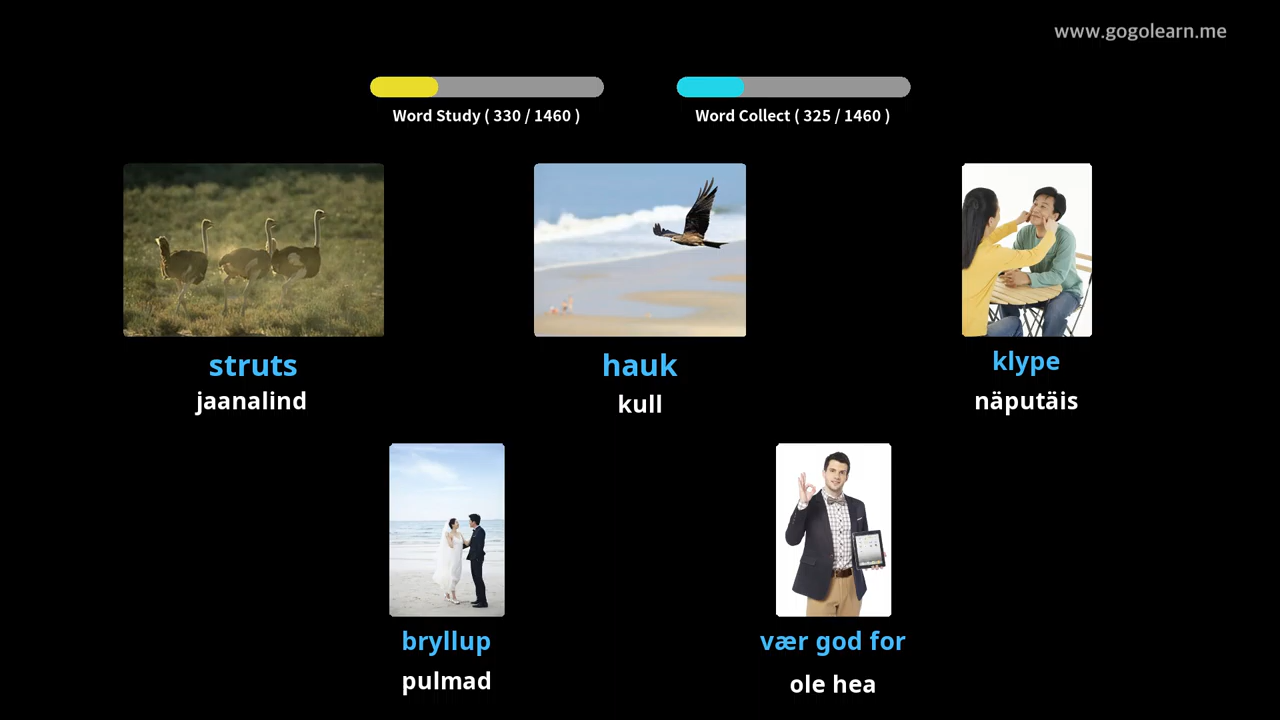 www.gogolearn.me
Word Study ( 330 / 1460 )
Word Collect ( 325 / 1460 )
struts
jaanalind
hauk
kull
klype
näputäis
bryllup
pulmad
vær god for
ole hea